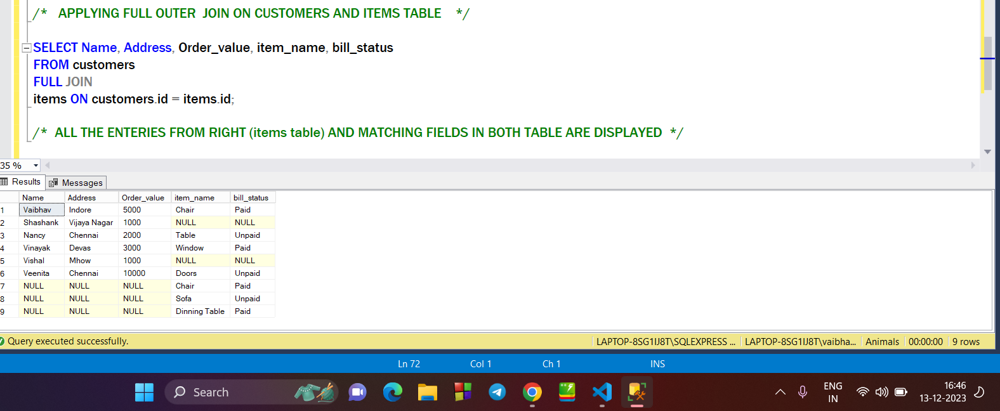 /*   APPLYING FULL OUTER  JOIN ON CUSTOMERS AND ITEMS TABLE    */
SELECT Name, Address, Order_value, item_name, bill_status
FROM customers
FULL JOIN
items ON customers.id = items.id;
/*  ALL THE ENTERIES FROM RIGHT (items table) AND MATCHING FIELDS IN BOTH TABLE ARE DISPLAYED  */
35 %
Results Messages
Name Address Order_value item_name bill_status
1 Vaibhav Indore 5000 Chair Paid
2 Shashank Vijaya Nagar 1000 NULL NULL
3 Nancy Chennai 2000 Table Unpaid
4 Vinayak Devas 3000 Window Paid
5 Vishal Mhow 1000 NULL NULL
6 Veenita Chennai 10000 Doors Unpaid
7 NULL NULL NULL Chair Paid
8 NULL NULL NULL Sofa Unpaid
9 NULL NULL NULL Dinning Table Paid
Query executed successfully. LAPTOP-8SG1IJ8T\SQLEXPRESS ... LAPTOP-8SG1IJ8T\vaibha... Animals 00:00:00 9 rows
Ln 72 Col 1 Ch 1 INS
Search ENG 16:46
IN 13-12-2023